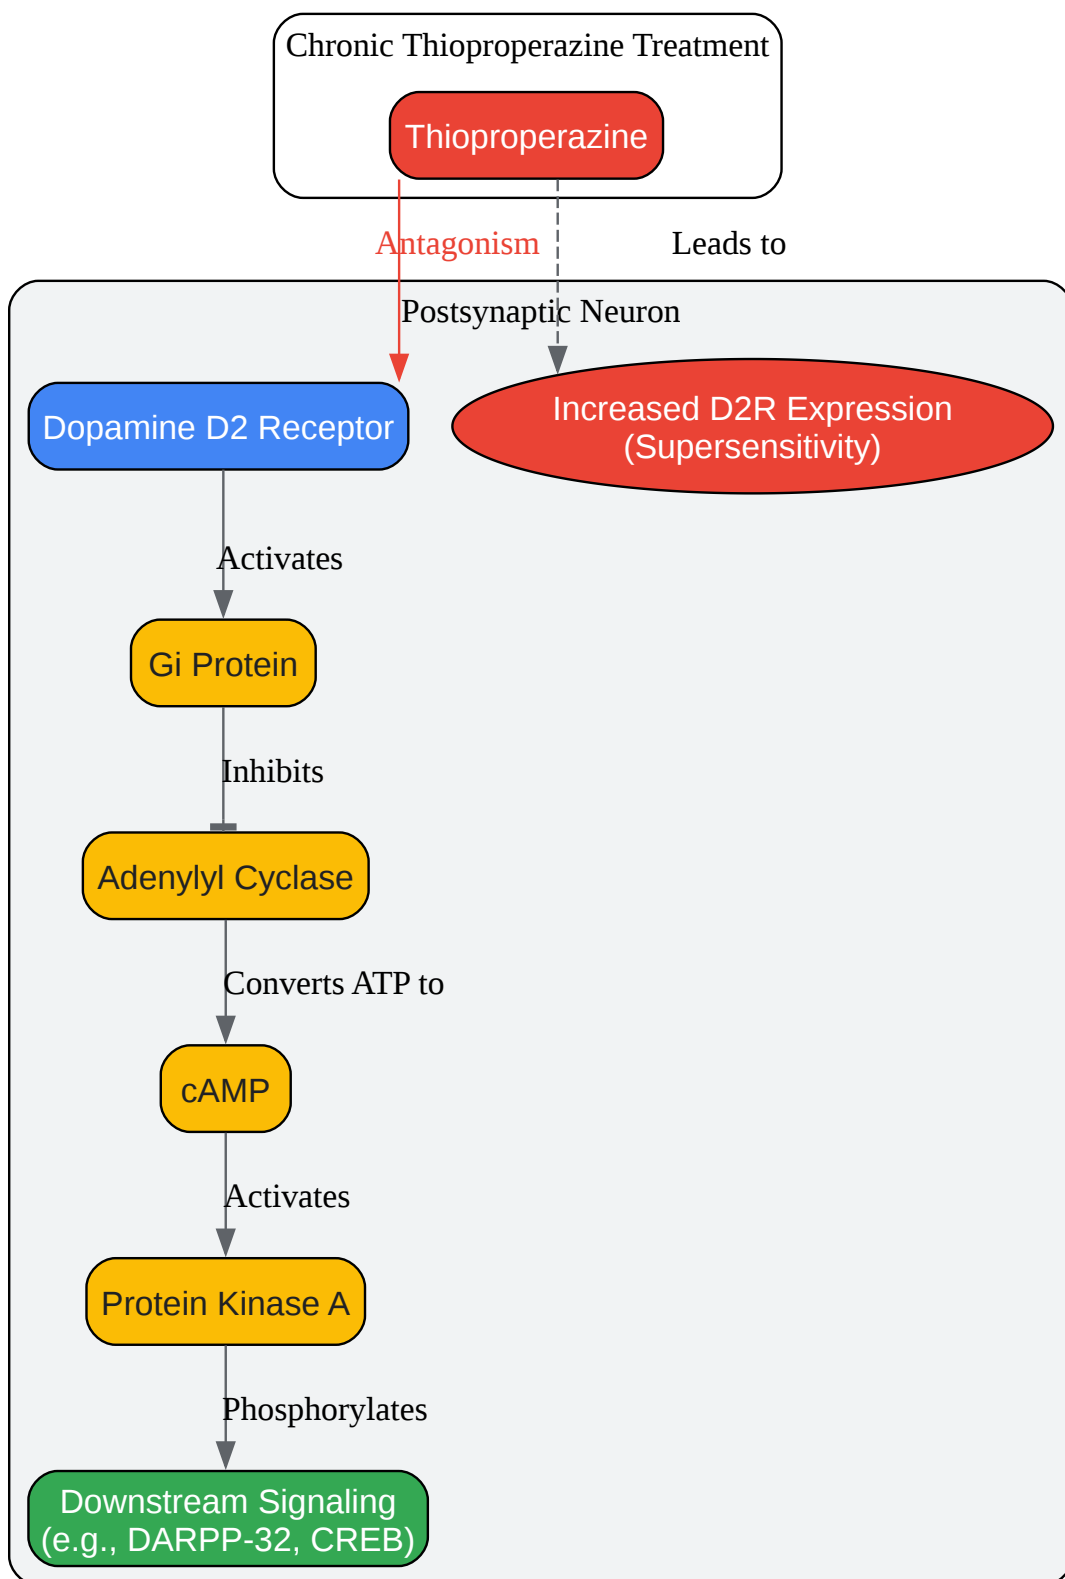 Chronic Thioproperazine Treatment
Thioproperazine
Antagonism
Leads to
Postsynaptic Neuron
Dopamine D2 Receptor
Increased D2R Expression
(Supersensitivity)
Activates
Gi Protein
Inhibits
Adenylyl Cyclase
Converts ATP to
cAMP
Activates
Protein Kinase A
Phosphorylates
Downstream Signaling
(e.g., DARPP-32, CREB)